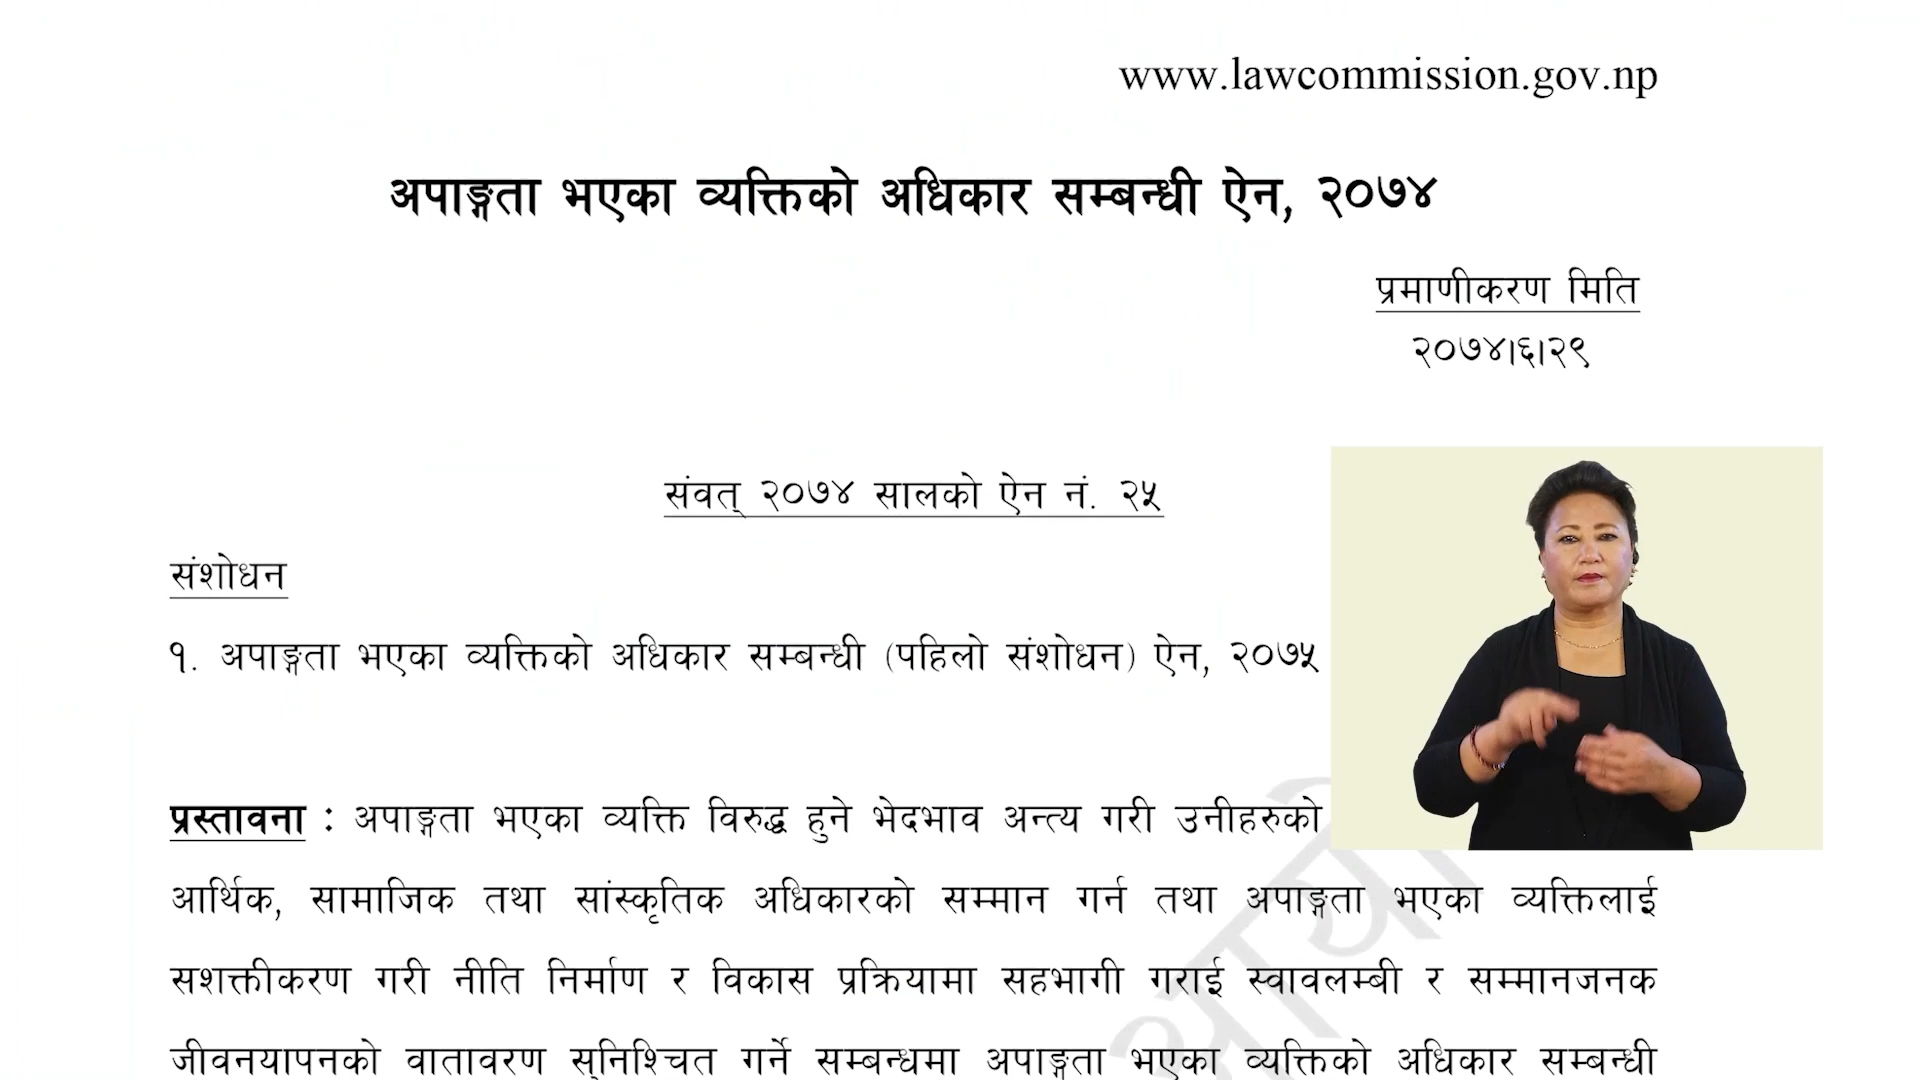 www.lawcommission.gov.np
अपाङ्गता भएका व्यक्तिको अधिकार सम्बन्धी ऐन, २०७४
प्रमाणीकरण मिति
२०७४।६।२९
संवत् २०७४ सालको ऐन नं. २५
संशोधन
१. अपाङ्गता भएका व्यक्तिको अधिकार सम्बन्धी (पहिलो संशोधन) ऐन, २०७५
प्रस्तावना : अपाङ्गता भएका व्यक्ति विरुद्ध हुने भेदभाव अन्त्य गरी उनीहरुको
आर्थिक, सामाजिक तथा सांस्कृतिक अधिकारको सम्मान गर्न तथा अपाङ्गता भएका व्यक्तिलाई
सशक्तीकरण गरी नीति निर्माण र विकास प्रक्रियामा सहभागी गराई स्वावलम्बी र सम्मानजनक
जीवनयापनको वातावरण सुनिश्चित गर्ने सम्बन्धमा अपाङ्गता भएका व्यक्तिको अधिकार सम्बन्धी